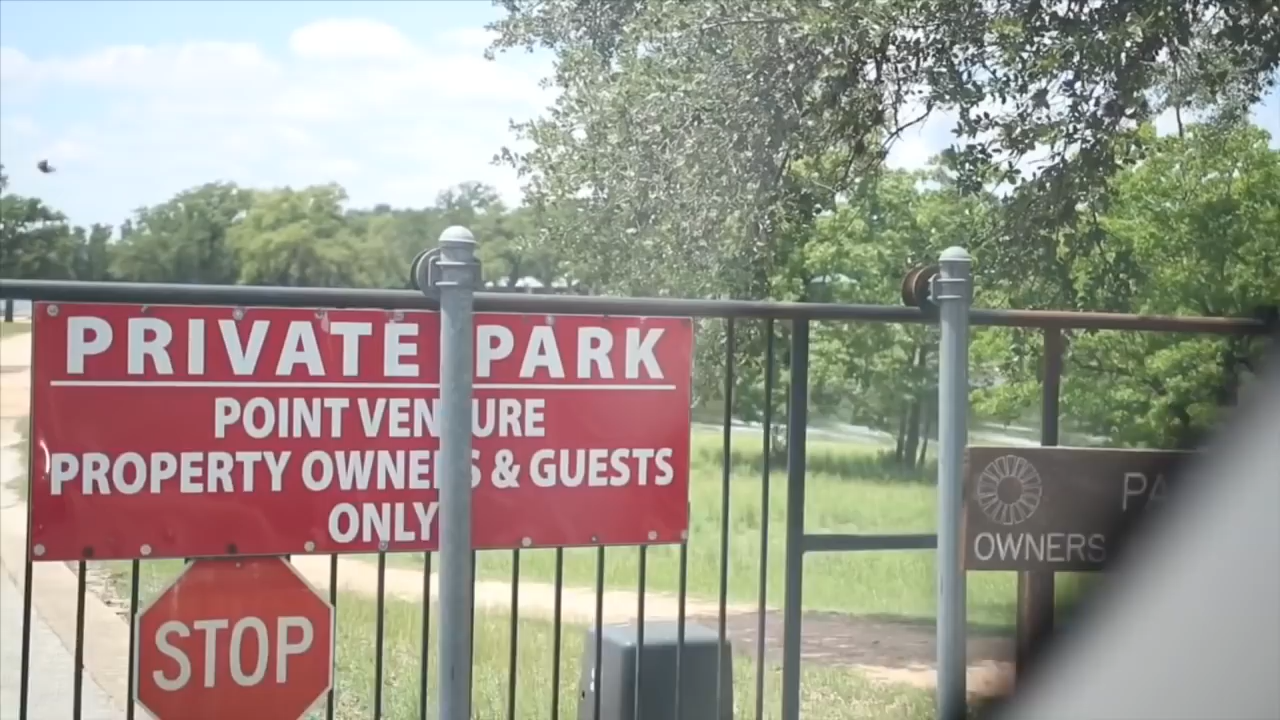 PRIVATE PARK
POINT VENTURE
PROPERTY OWNERS & GUESTS
ONLY
STOP
OWNERS